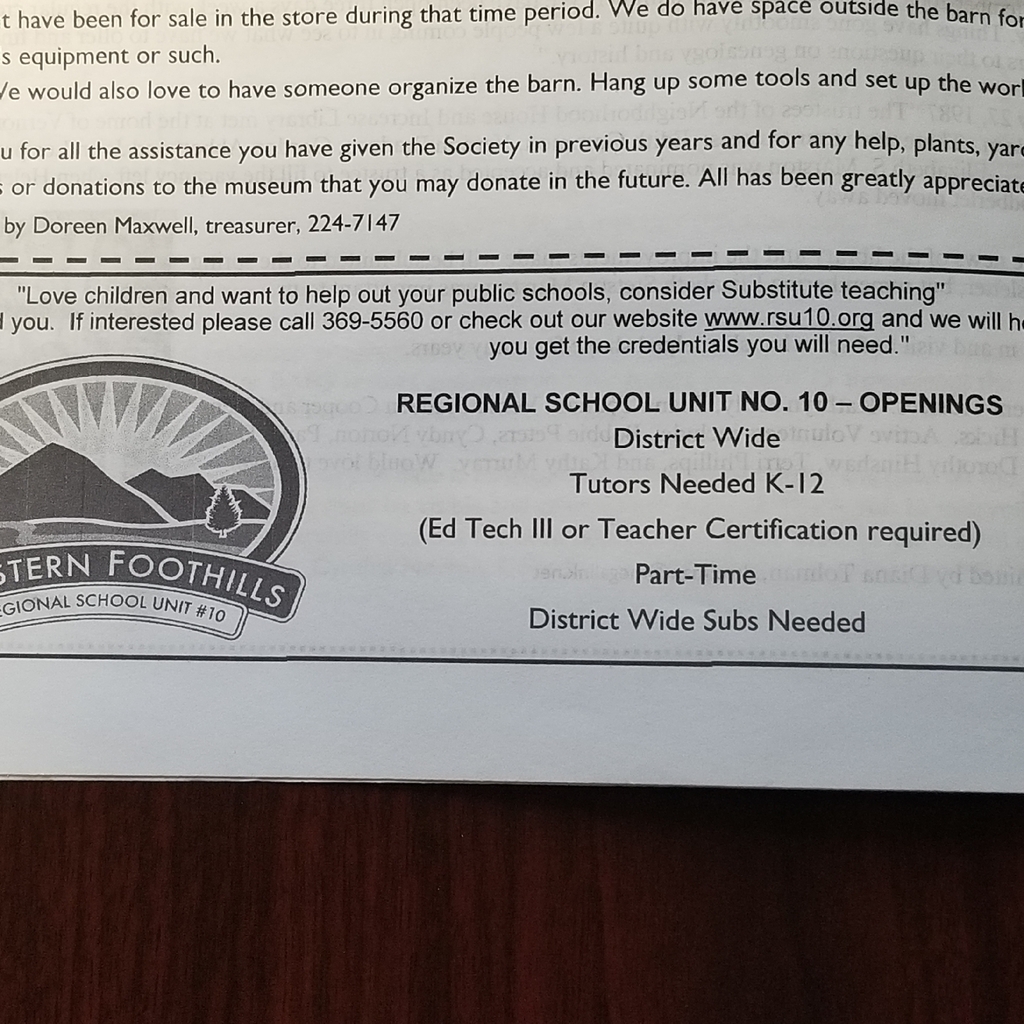 t have been for sale in the store during that time period. We do have space outside the barn for
s equipment or such.
We would also love to have someone organize the barn. Hang up some tools and set up the work
u for all the assistance you have given the Society in previous years and for any help, plants, yard
s or donations to the museum that you may donate in the future. All has been greatly appreciate
by Doreen Maxwell, treasurer, 224-7147
"Love children and want to help out your public schools, consider Substitute teaching"
d you. If interested please call 369-5560 or check out our website www.rsu10.org and we will he
you get the credentials you will need."
REGIONAL SCHOOL UNIT NO. 10 – OPENINGS
District Wide
Tutors Needed K-12
(Ed Tech III or Teacher Certification required)
Part-Time
District Wide Subs Needed
STERN FOOTHILLS
EGIONAL SCHOOL UNIT #10